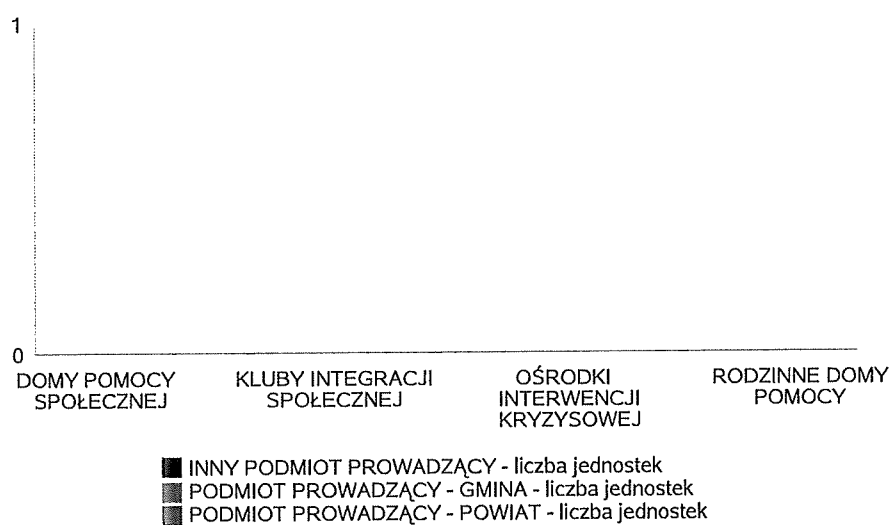 1
0
DOMY POMOCY
SPOŁECZNEJ
KLUBY INTEGRACJI
SPOŁECZNEJ
OŚRODKI
INTERWENCJI
KRYZYSOWEJ
RODZINNE DOMY
POMOCY
INNY PODMIOT PROWADZĄCY - liczba jednostek
PODMIOT PROWADZĄCY - GMINA - liczba jednostek
PODMIOT PROWADZĄCY - POWIAT - liczba jednostek